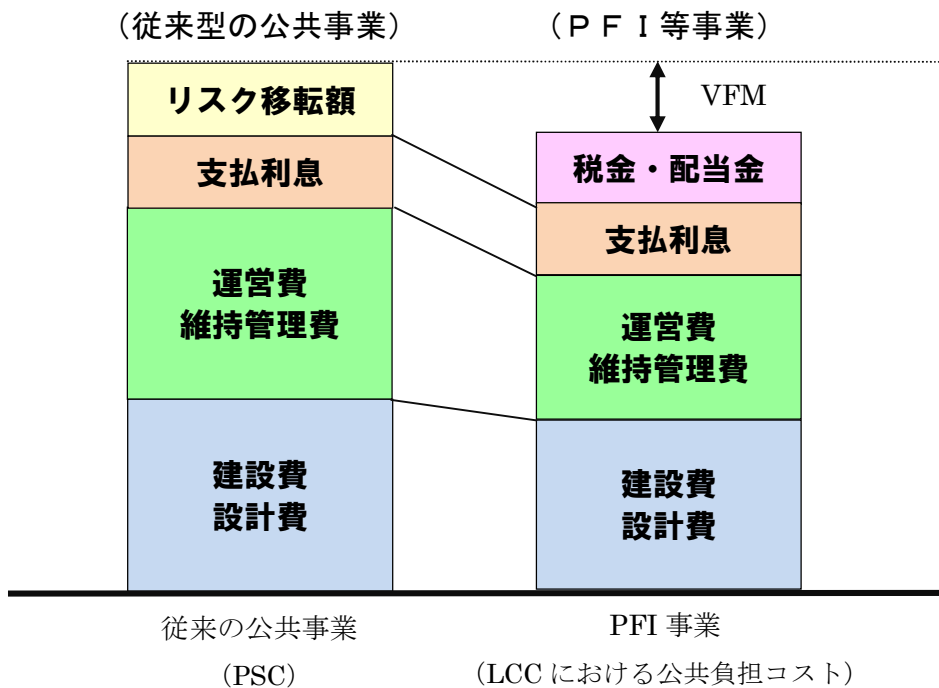 （従来型の公共事業）
（ＰＦＩ等事業）
VFM
リスク移転額
支払利息
運営費
維持管理費
建設費
設計費
税金・配当金
支払利息
運営費
維持管理費
建設費
設計費
従来の公共事業
（PSC）
PFI 事業
（LCC における公共負担コスト）